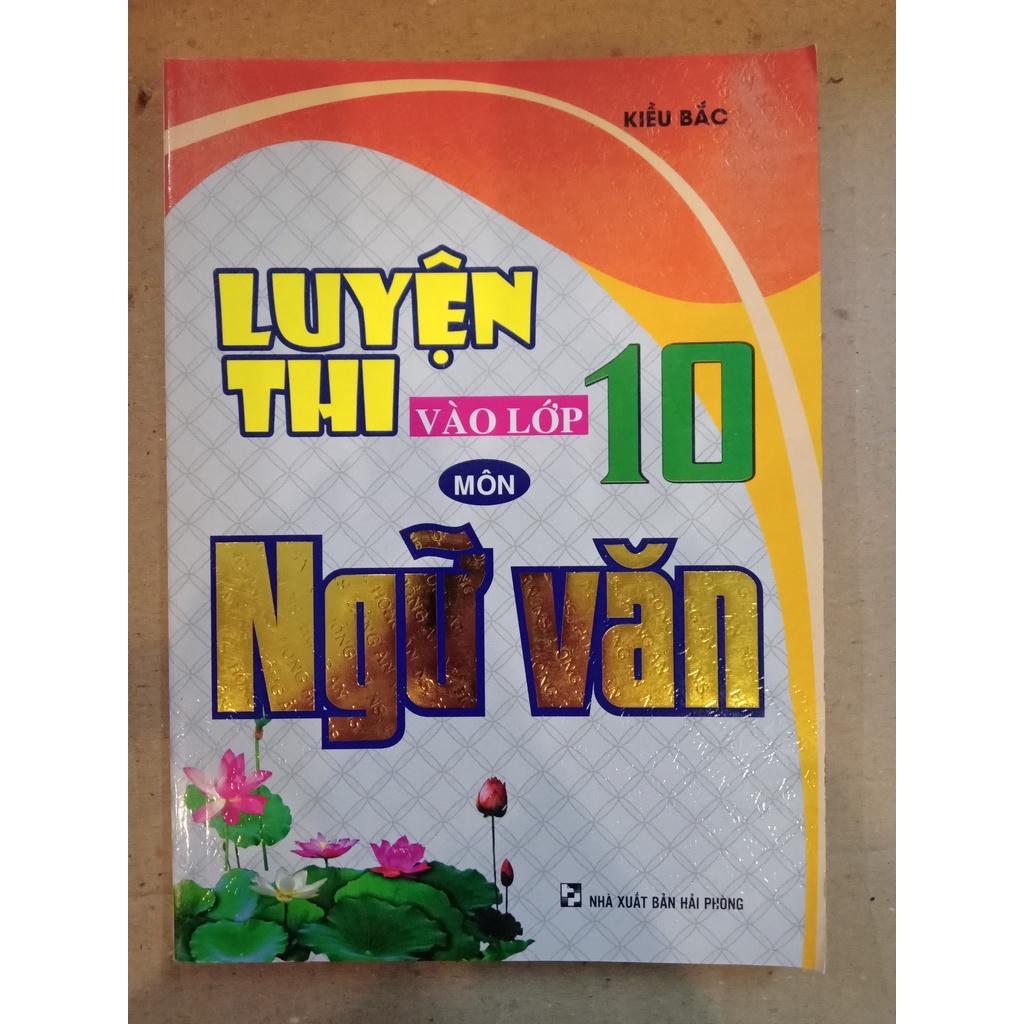 KIỀU BẮC
LUYỆN
THI VÀO LỚP 10
MÔN
NGỮ VĂN
NHÀ XUẤT BẢN HẢI PHÒNG